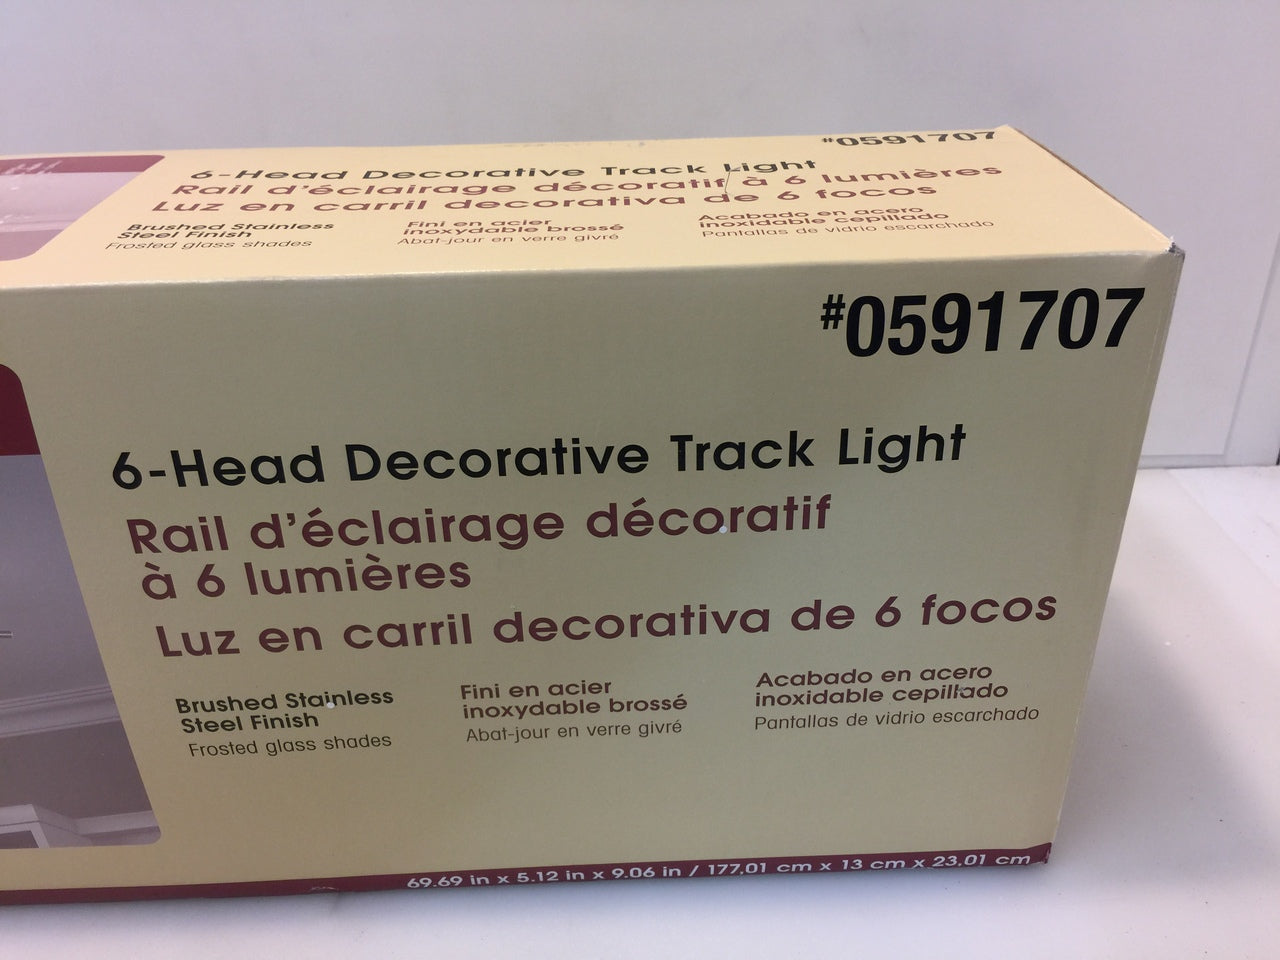 #0591707
6-Head Decorative Track Light
Rail d'éclairage décoratif à 6 lumières
Luz en carril decorativa de 6 focos
Brushed Stainless
Steel Finish
Frosted glass shades
Fini en acier
inoxydable brossé
Abat-jour en verre givré
Acabado en acero
inoxidable cepillado
Pantallas de vidrio escarchado
#0591707
6-Head Decorative Track Light
Rail d'éclairage décoratif
à 6 lumières
Luz en carril decorativa de 6 focos
Brushed Stainless
Steel Finish
Frosted glass shades
Fini en acier
inoxydable brossé
Abat-jour en verre givré
Acabado en acero
inoxidable cepillado
Pantallas de vidrio escarchado
69.69 in x 5.12 in x 9.06 in / 177,01 cm x 13 cm x 23,01 cm